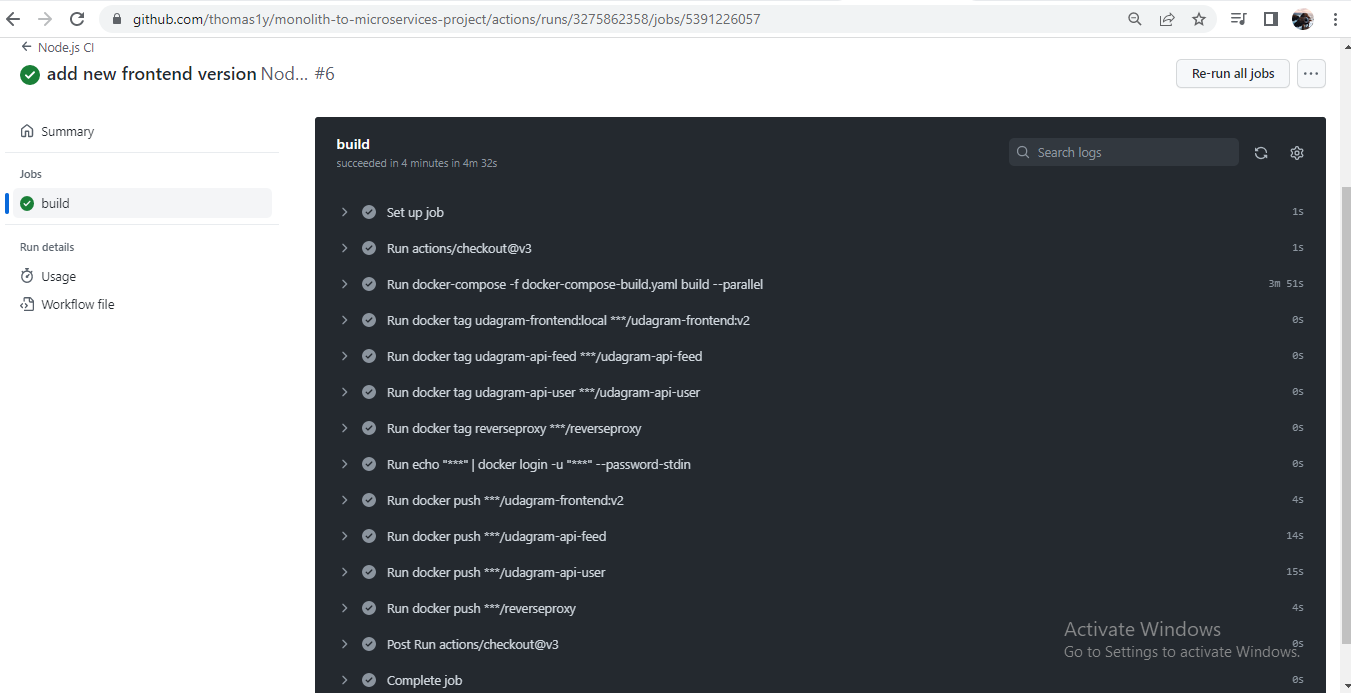 github.com/thomas1y/monolith-to-microservices-project/actions/runs/3275862358/jobs/5391226057
← Node.js CI
add new frontend version Nod... #6
Re-run all jobs
...
Summary
Jobs
build
Run details
Usage
Workflow file
build
succeeded in 4 minutes in 4m 32s
Search logs
Set up job 1s
Run actions/checkout@v3 1s
Run docker-compose -f docker-compose-build.yaml build --parallel 3m 51s
Run docker tag udagram-frontend:local ***/udagram-frontend:v2 0s
Run docker tag udagram-api-feed ***/udagram-api-feed 0s
Run docker tag udagram-api-user ***/udagram-api-user 0s
Run docker tag reverseproxy ***/reverseproxy 0s
Run echo "***" | docker login -u "***" --password-stdin 0s
Run docker push ***/udagram-frontend:v2 4s
Run docker push ***/udagram-api-feed 14s
Run docker push ***/udagram-api-user 15s
Run docker push ***/reverseproxy 4s
Post Run actions/checkout@v3 0s
Complete job 0s
Activate Windows
Go to Settings to activate Windows.